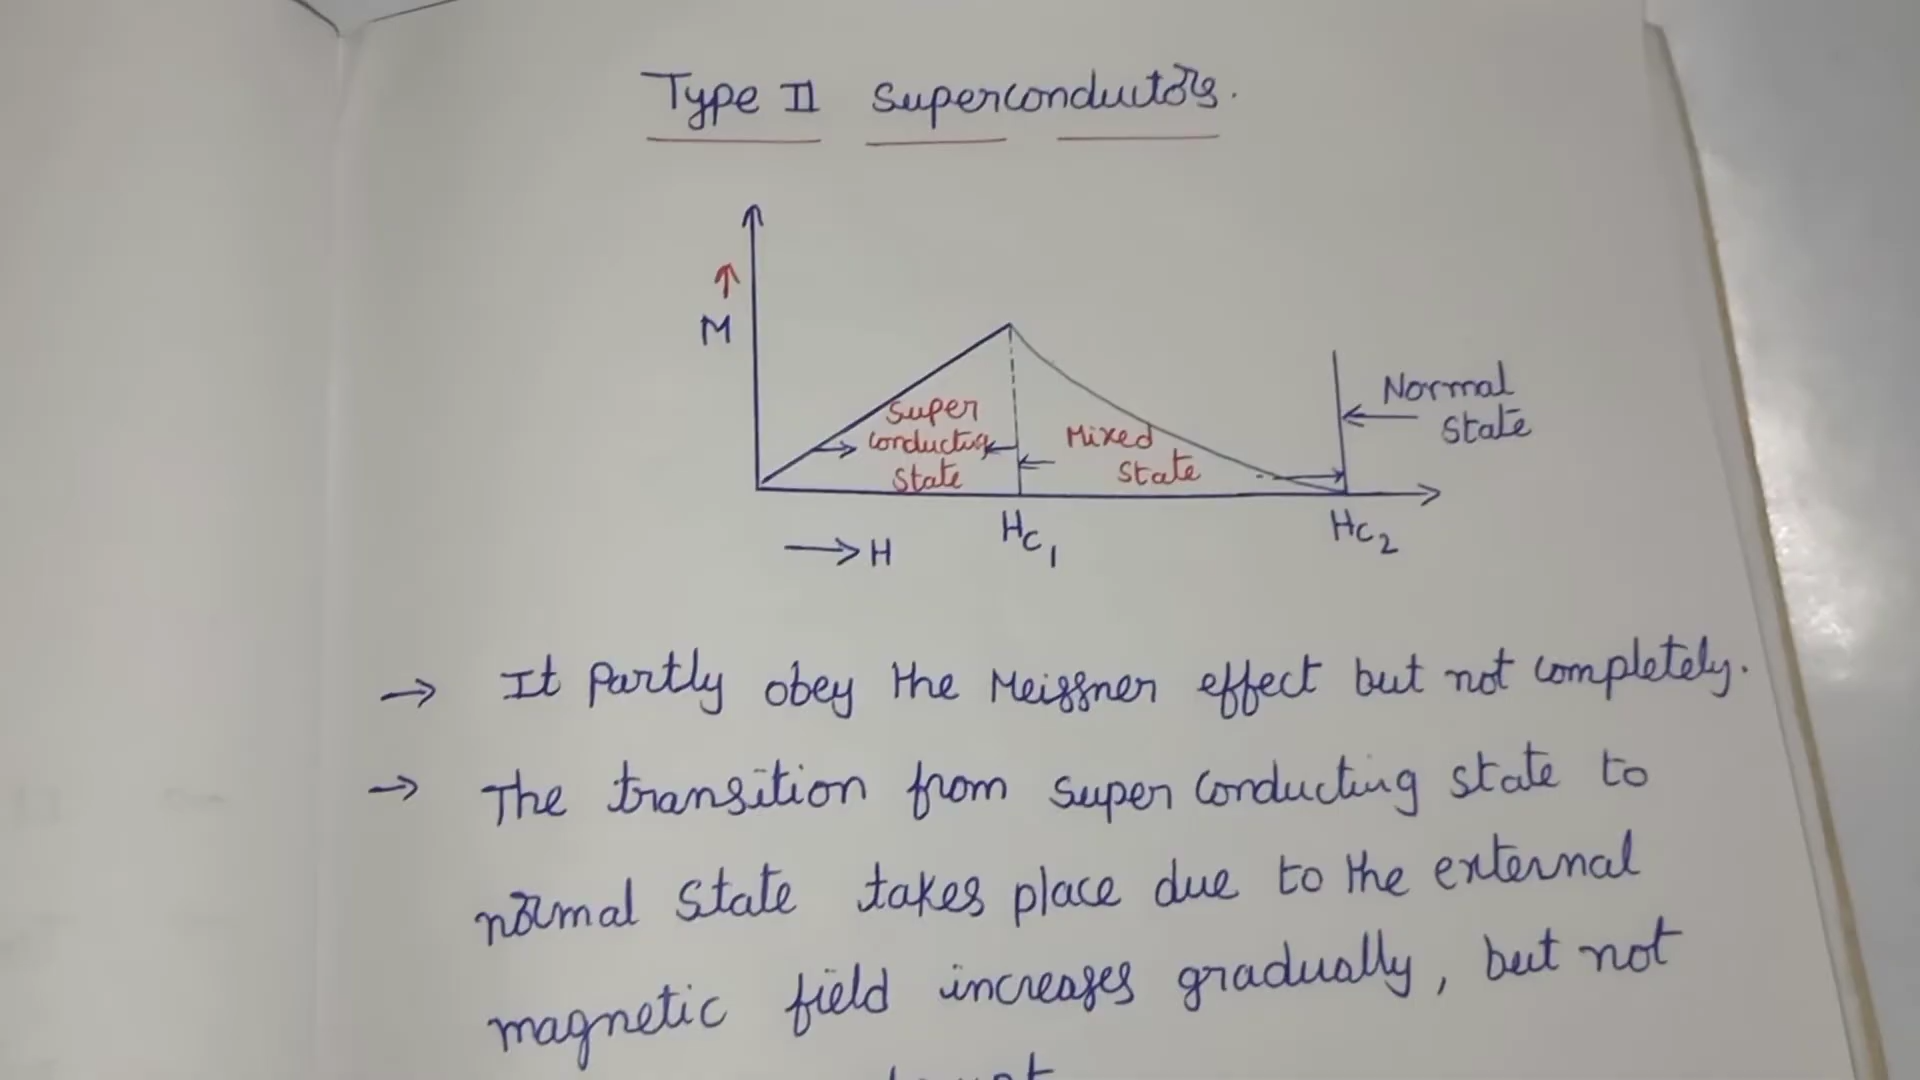 Type II Superconductors.
↑
M
Super
conducting
State
Mixed
State
Normal
State
→ H
Hc1
Hc2
→ It Partly obey the Meissner effect but not completely.
→ The transition from super conducting state to
normal state takes place due to the external
magnetic field increases gradually, but not